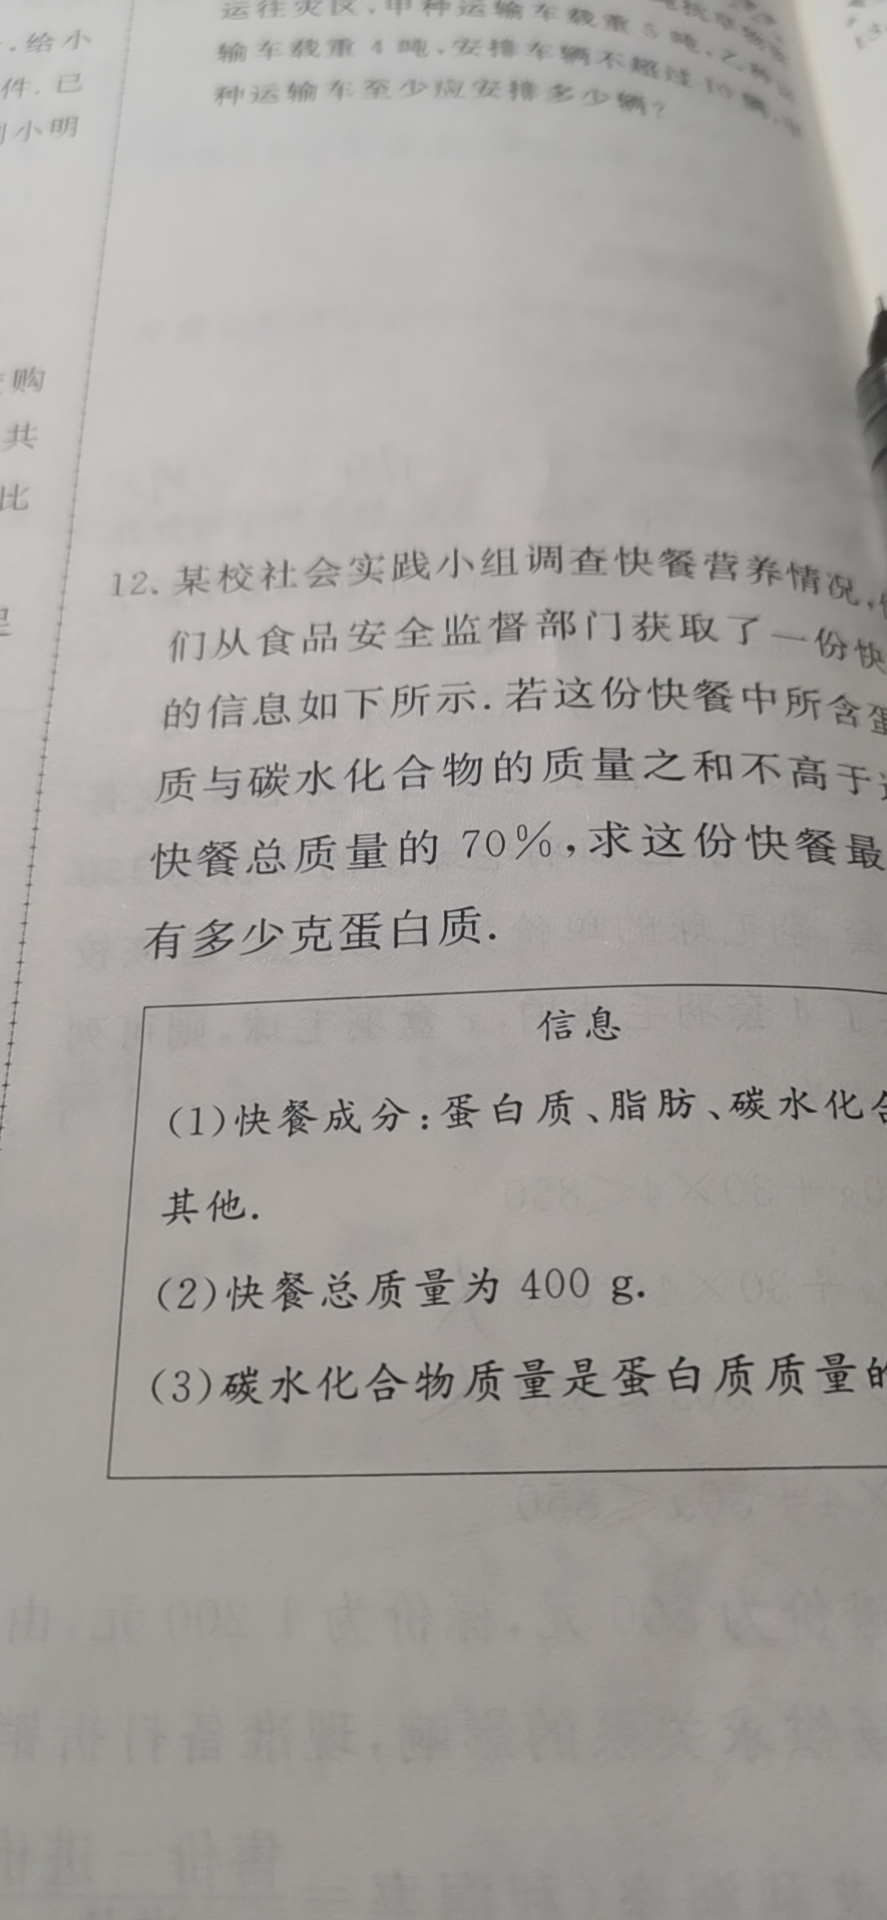 ,给小
件.已
小明
购
共
比
运往灾区,甲种运输车载重5吨,乙种运
输车载重4吨,安排车辆不超过10辆,甲
种运输车至少应安排多少辆?
12.某校社会实践小组调查快餐营养情况,
们从食品安全监督部门获取了一份快
的信息如下所示.若这份快餐中所含蛋
质与碳水化合物的质量之和不高于
快餐总质量的 70%,求这份快餐最
有多少克蛋白质.
信息
(1)快餐成分:蛋白质、脂肪、碳水化合
其他.
(2)快餐总质量为 400 g.
(3)碳水化合物质量是蛋白质质量的